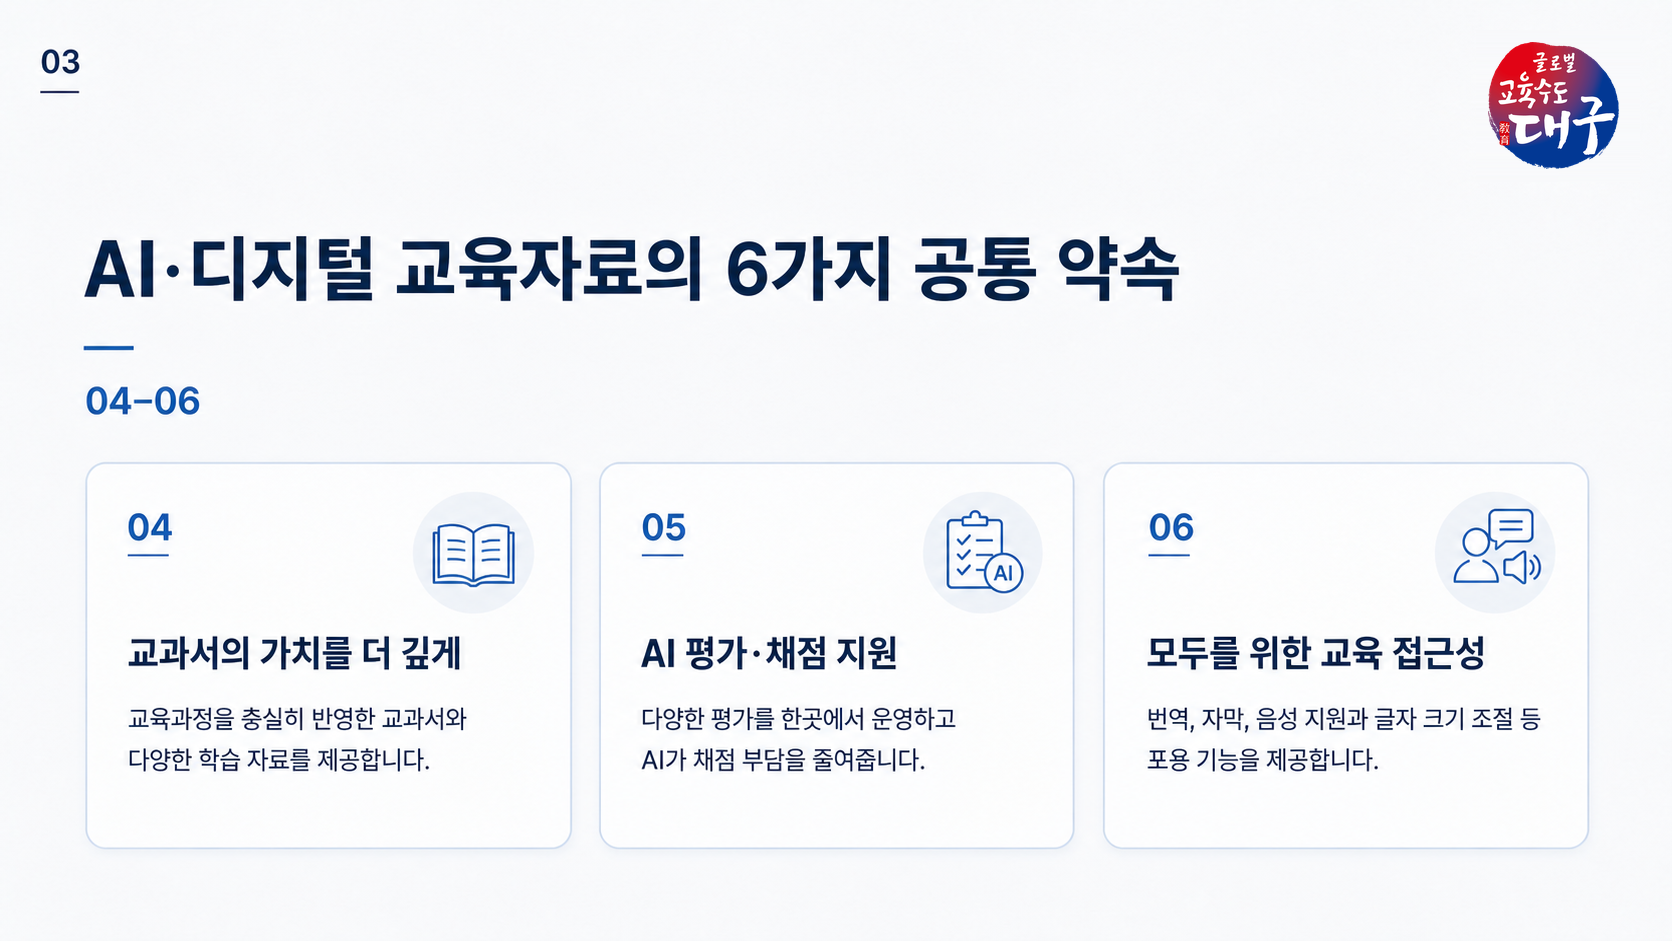 03
글로벌
교육수도
대구
教育
AI·디지털 교육자료의 6가지 공통 약속
04–06
04
교과서의 가치를 더 깊게
교육과정을 충실히 반영한 교과서와
다양한 학습 자료를 제공합니다.
05
AI
AI 평가·채점 지원
다양한 평가를 한곳에서 운영하고
AI가 채점 부담을 줄여줍니다.
06
모두를 위한 교육 접근성
번역, 자막, 음성 지원과 글자 크기 조절 등
포용 기능을 제공합니다.